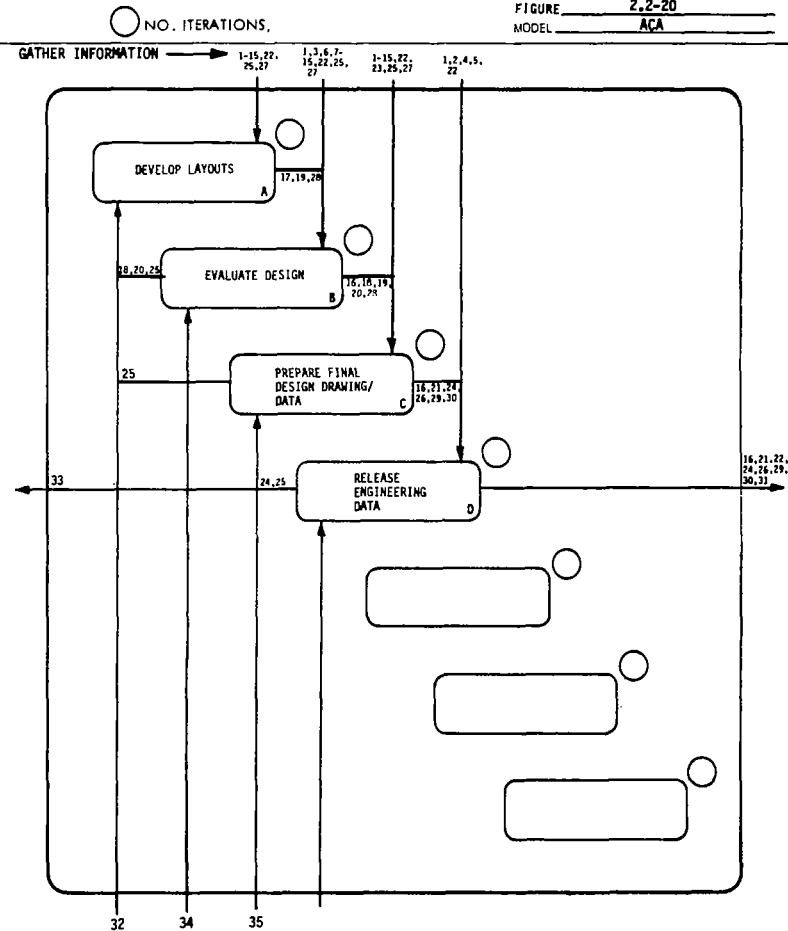 NO. ITERATIONS,
FIGURE 2.2-20
MODEL ACA
GATHER INFORMATION
1-15,22,
25,27
1,3,6,7-
15,22,25,
27
1-15,22,
23,25,27
1,2,4,5,
22
DEVELOP LAYOUTS
A
17,19,28
EVALUATE DESIGN
B
18,20,25
16,18,19,
20,28
PREPARE FINAL
DESIGN DRAWING/
DATA
C
25
16,21,24,
26,29,30
RELEASE
ENGINEERING
DATA
D
33
24,25
16,21,22,
24,26,29,
30,31
32
34
35